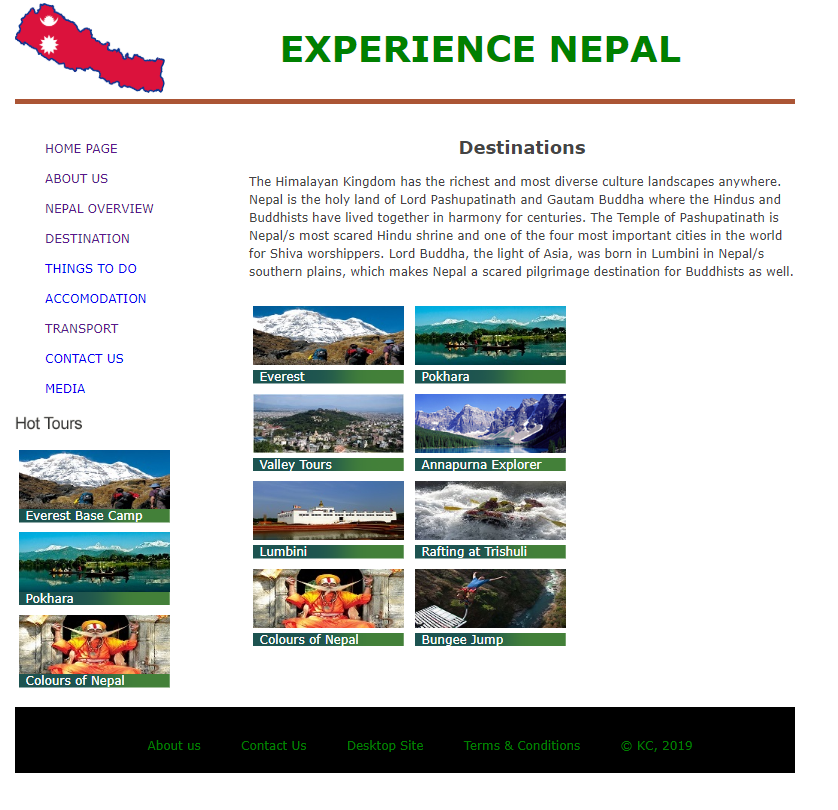 EXPERIENCE NEPAL
HOME PAGE
ABOUT US
NEPAL OVERVIEW
DESTINATION
THINGS TO DO
ACCOMODATION
TRANSPORT
CONTACT US
MEDIA
Hot Tours
Everest Base Camp
Pokhara
Colours of Nepal
Destinations
The Himalayan Kingdom has the richest and most diverse culture landscapes anywhere.
Nepal is the holy land of Lord Pashupatinath and Gautam Buddha where the Hindus and
Buddhists have lived together in harmony for centuries. The Temple of Pashupatinath is
Nepal/s most scared Hindu shrine and one of the four most important cities in the world
for Shiva worshippers. Lord Buddha, the light of Asia, was born in Lumbini in Nepal/s
southern plains, which makes Nepal a scared pilgrimage destination for Buddhists as well.
Everest
Pokhara
Valley Tours
Annapurna Explorer
Lumbini
Rafting at Trishuli
Colours of Nepal
Bungee Jump
About us Contact Us Desktop Site Terms & Conditions © KC, 2019